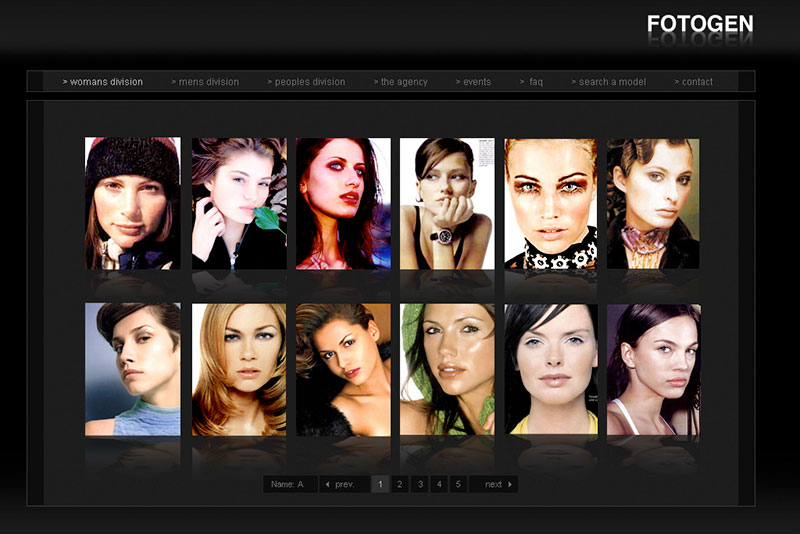 FOTOGEN
> womans division > mens division > peoples division > the agency > events > faq > search a model > contact
Name: A prev. 1 2 3 4 5 next